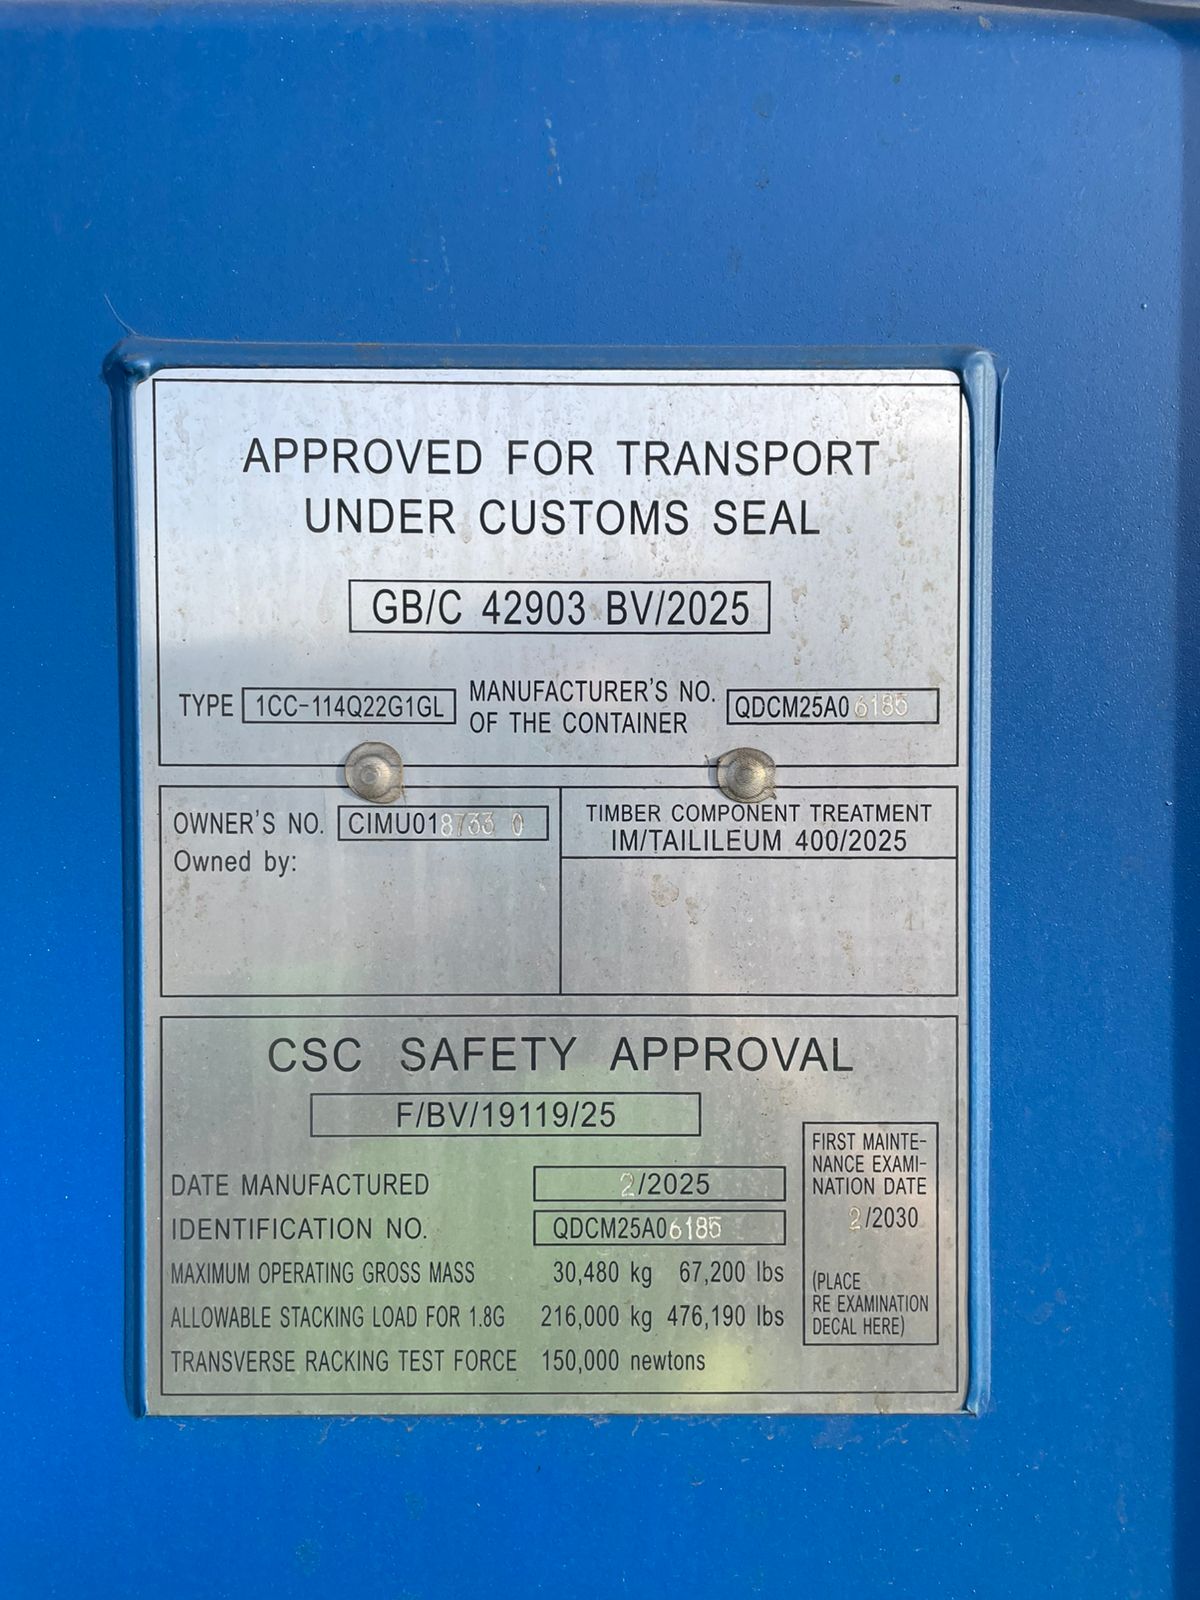 APPROVED FOR TRANSPORT
UNDER CUSTOMS SEAL
GB/C 42903 BV/2025
TYPE 1CC-114Q22G1GL
MANUFACTURER'S NO.
OF THE CONTAINER
QDCM25A06185
OWNER'S NO. CIMU018733 0
Owned by:
TIMBER COMPONENT TREATMENT
IM/TAILILEUM 400/2025
CSC SAFETY APPROVAL
F/BV/19119/25
DATE MANUFACTURED 2/2025
IDENTIFICATION NO. QDCM25A06185
MAXIMUM OPERATING GROSS MASS 30,480 kg 67,200 lbs
ALLOWABLE STACKING LOAD FOR 1.8G 216,000 kg 476,190 lbs
TRANSVERSE RACKING TEST FORCE 150,000 newtons
FIRST MAINTE-
NANCE EXAMI-
NATION DATE
2/2030
(PLACE
RE EXAMINATION
DECAL HERE)